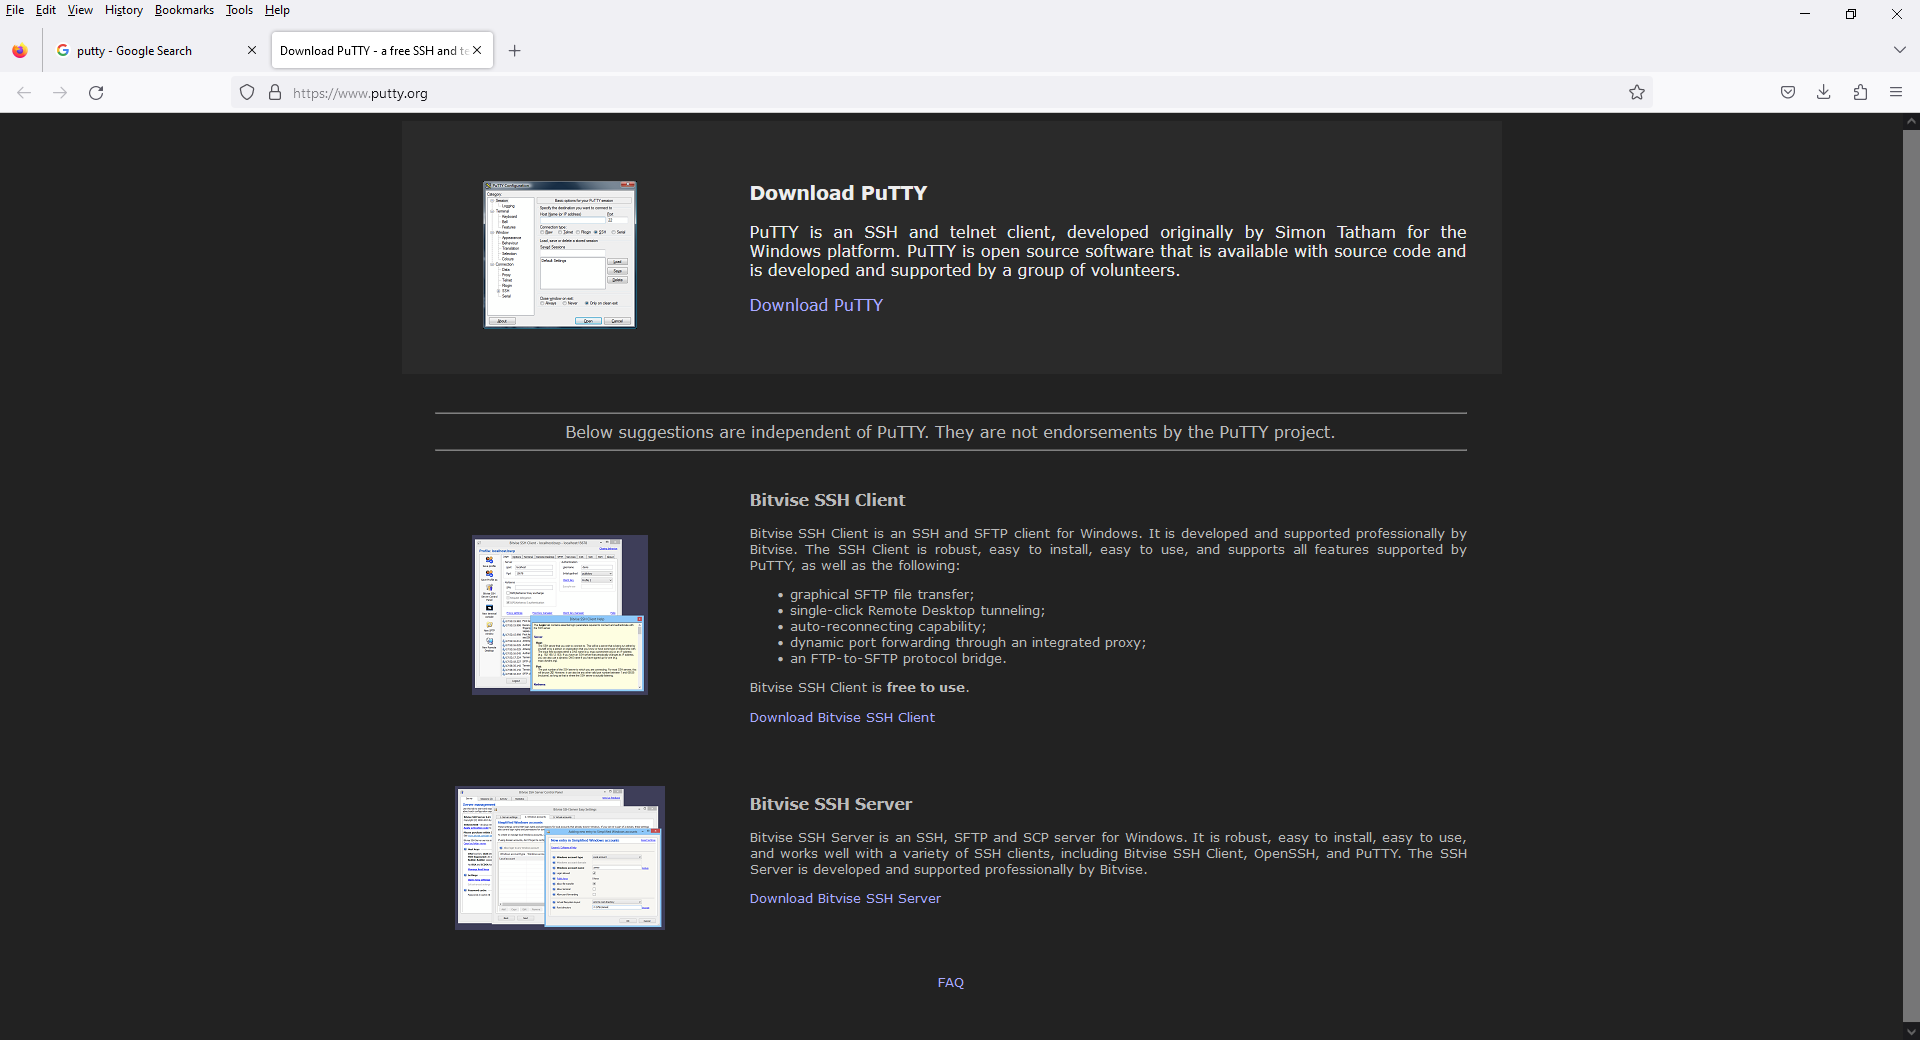 File Edit View History Bookmarks Tools Help
putty - Google Search
Download PuTTY - a free SSH and te
https://www.putty.org
Download PuTTY
PuTTY is an SSH and telnet client, developed originally by Simon Tatham for the
Windows platform. PuTTY is open source software that is available with source code and
is developed and supported by a group of volunteers.
Download PuTTY
Below suggestions are independent of PuTTY. They are not endorsements by the PuTTY project.
Bitvise SSH Client
Bitvise SSH Client is an SSH and SFTP client for Windows. It is developed and supported professionally by
Bitvise. The SSH Client is robust, easy to install, easy to use, and supports all features supported by
PuTTY, as well as the following:
• graphical SFTP file transfer;
• single-click Remote Desktop tunneling;
• auto-reconnecting capability;
• dynamic port forwarding through an integrated proxy;
• an FTP-to-SFTP protocol bridge.
Bitvise SSH Client is free to use.
Download Bitvise SSH Client
Bitvise SSH Server
Bitvise SSH Server is an SSH, SFTP and SCP server for Windows. It is robust, easy to install, easy to use,
and works well with a variety of SSH clients, including Bitvise SSH Client, OpenSSH, and PuTTY. The SSH
Server is developed and supported professionally by Bitvise.
Download Bitvise SSH Server
FAQ